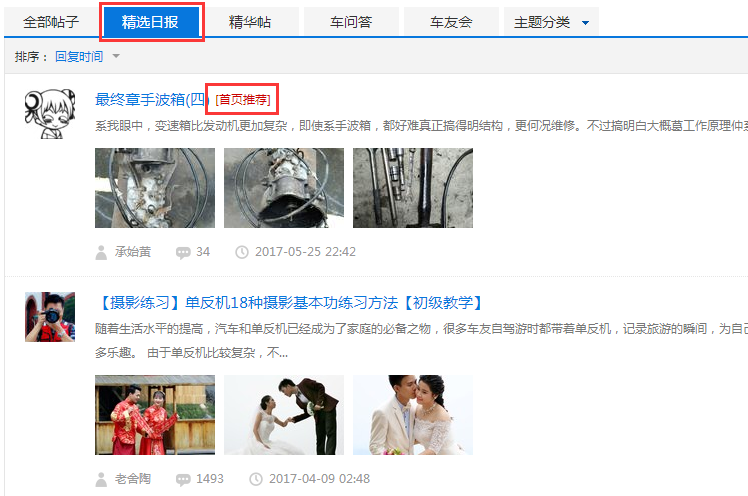 全部帖子 精选日报 精华帖 车问答 车友会 主题分类
排序： 回复时间
最终章手波箱(四) [首页推荐]
系我眼中，变速箱比发动机更加复杂，即使系手波箱，都好难真正搞得明结构，更何况维修。不过搞明白大概基工作原理仲系
承始黄 34 2017-05-25 22:42
【摄影练习】单反机18种摄影基本功练习方法【初级教学】
随着生活水平的提高，汽车和单反机已经成为了家庭的必备之物，很多车友自驾游时都带着单反机，记录旅游的瞬间，为自己
多乐趣。 由于单反机比较复杂，不...
老舍陶 1493 2017-04-09 02:48